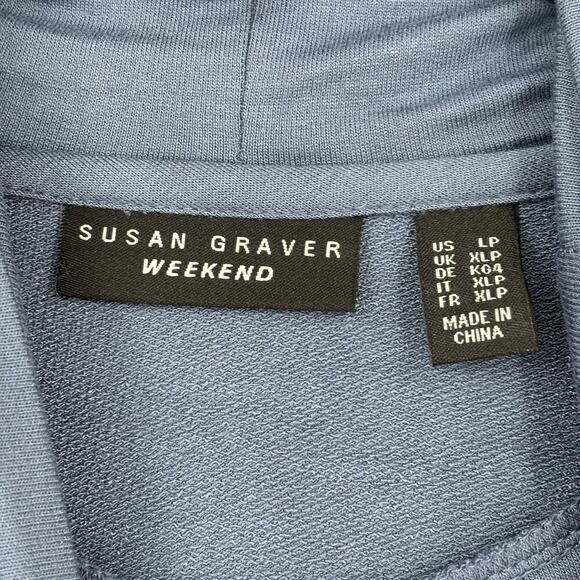 SUSAN GRAVER
WEEKEND
US LP
UK XLP
DE KG4
IT XLP
FR XLP
MADE IN
CHINA